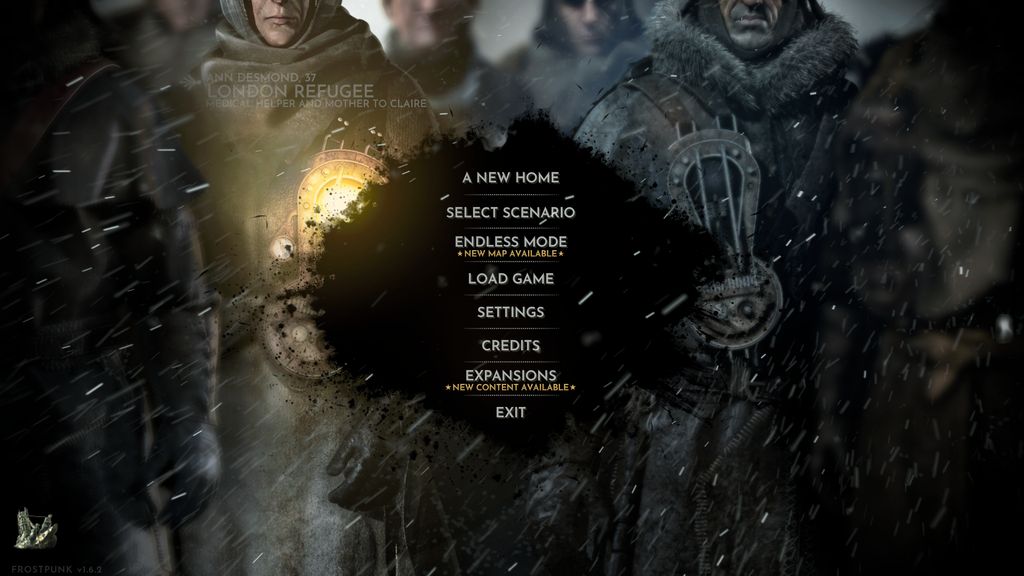 ANN DESMOND, 37
LONDON REFUGEE
MEDICAL HELPER AND MOTHER TO CLAIRE
A NEW HOME
SELECT SCENARIO
ENDLESS MODE
★NEW MAP AVAILABLE★
LOAD GAME
SETTINGS
CREDITS
EXPANSIONS
★NEW CONTENT AVAILABLE★
EXIT
FROSTPUNK v1.6.2